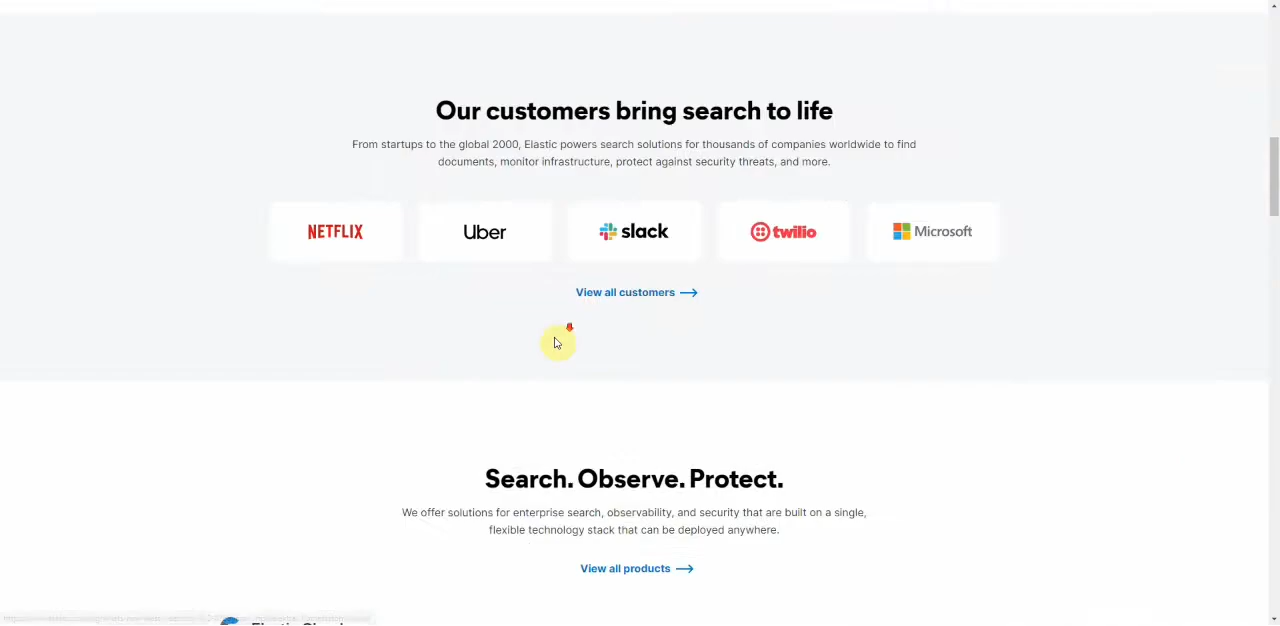 Our customers bring search to life
From startups to the global 2000, Elastic powers search solutions for thousands of companies worldwide to find
documents, monitor infrastructure, protect against security threats, and more.
NETFLIX
Uber
slack
twilio
Microsoft
View all customers
Search. Observe. Protect.
We offer solutions for enterprise search, observability, and security that are built on a single,
flexible technology stack that can be deployed anywhere.
View all products